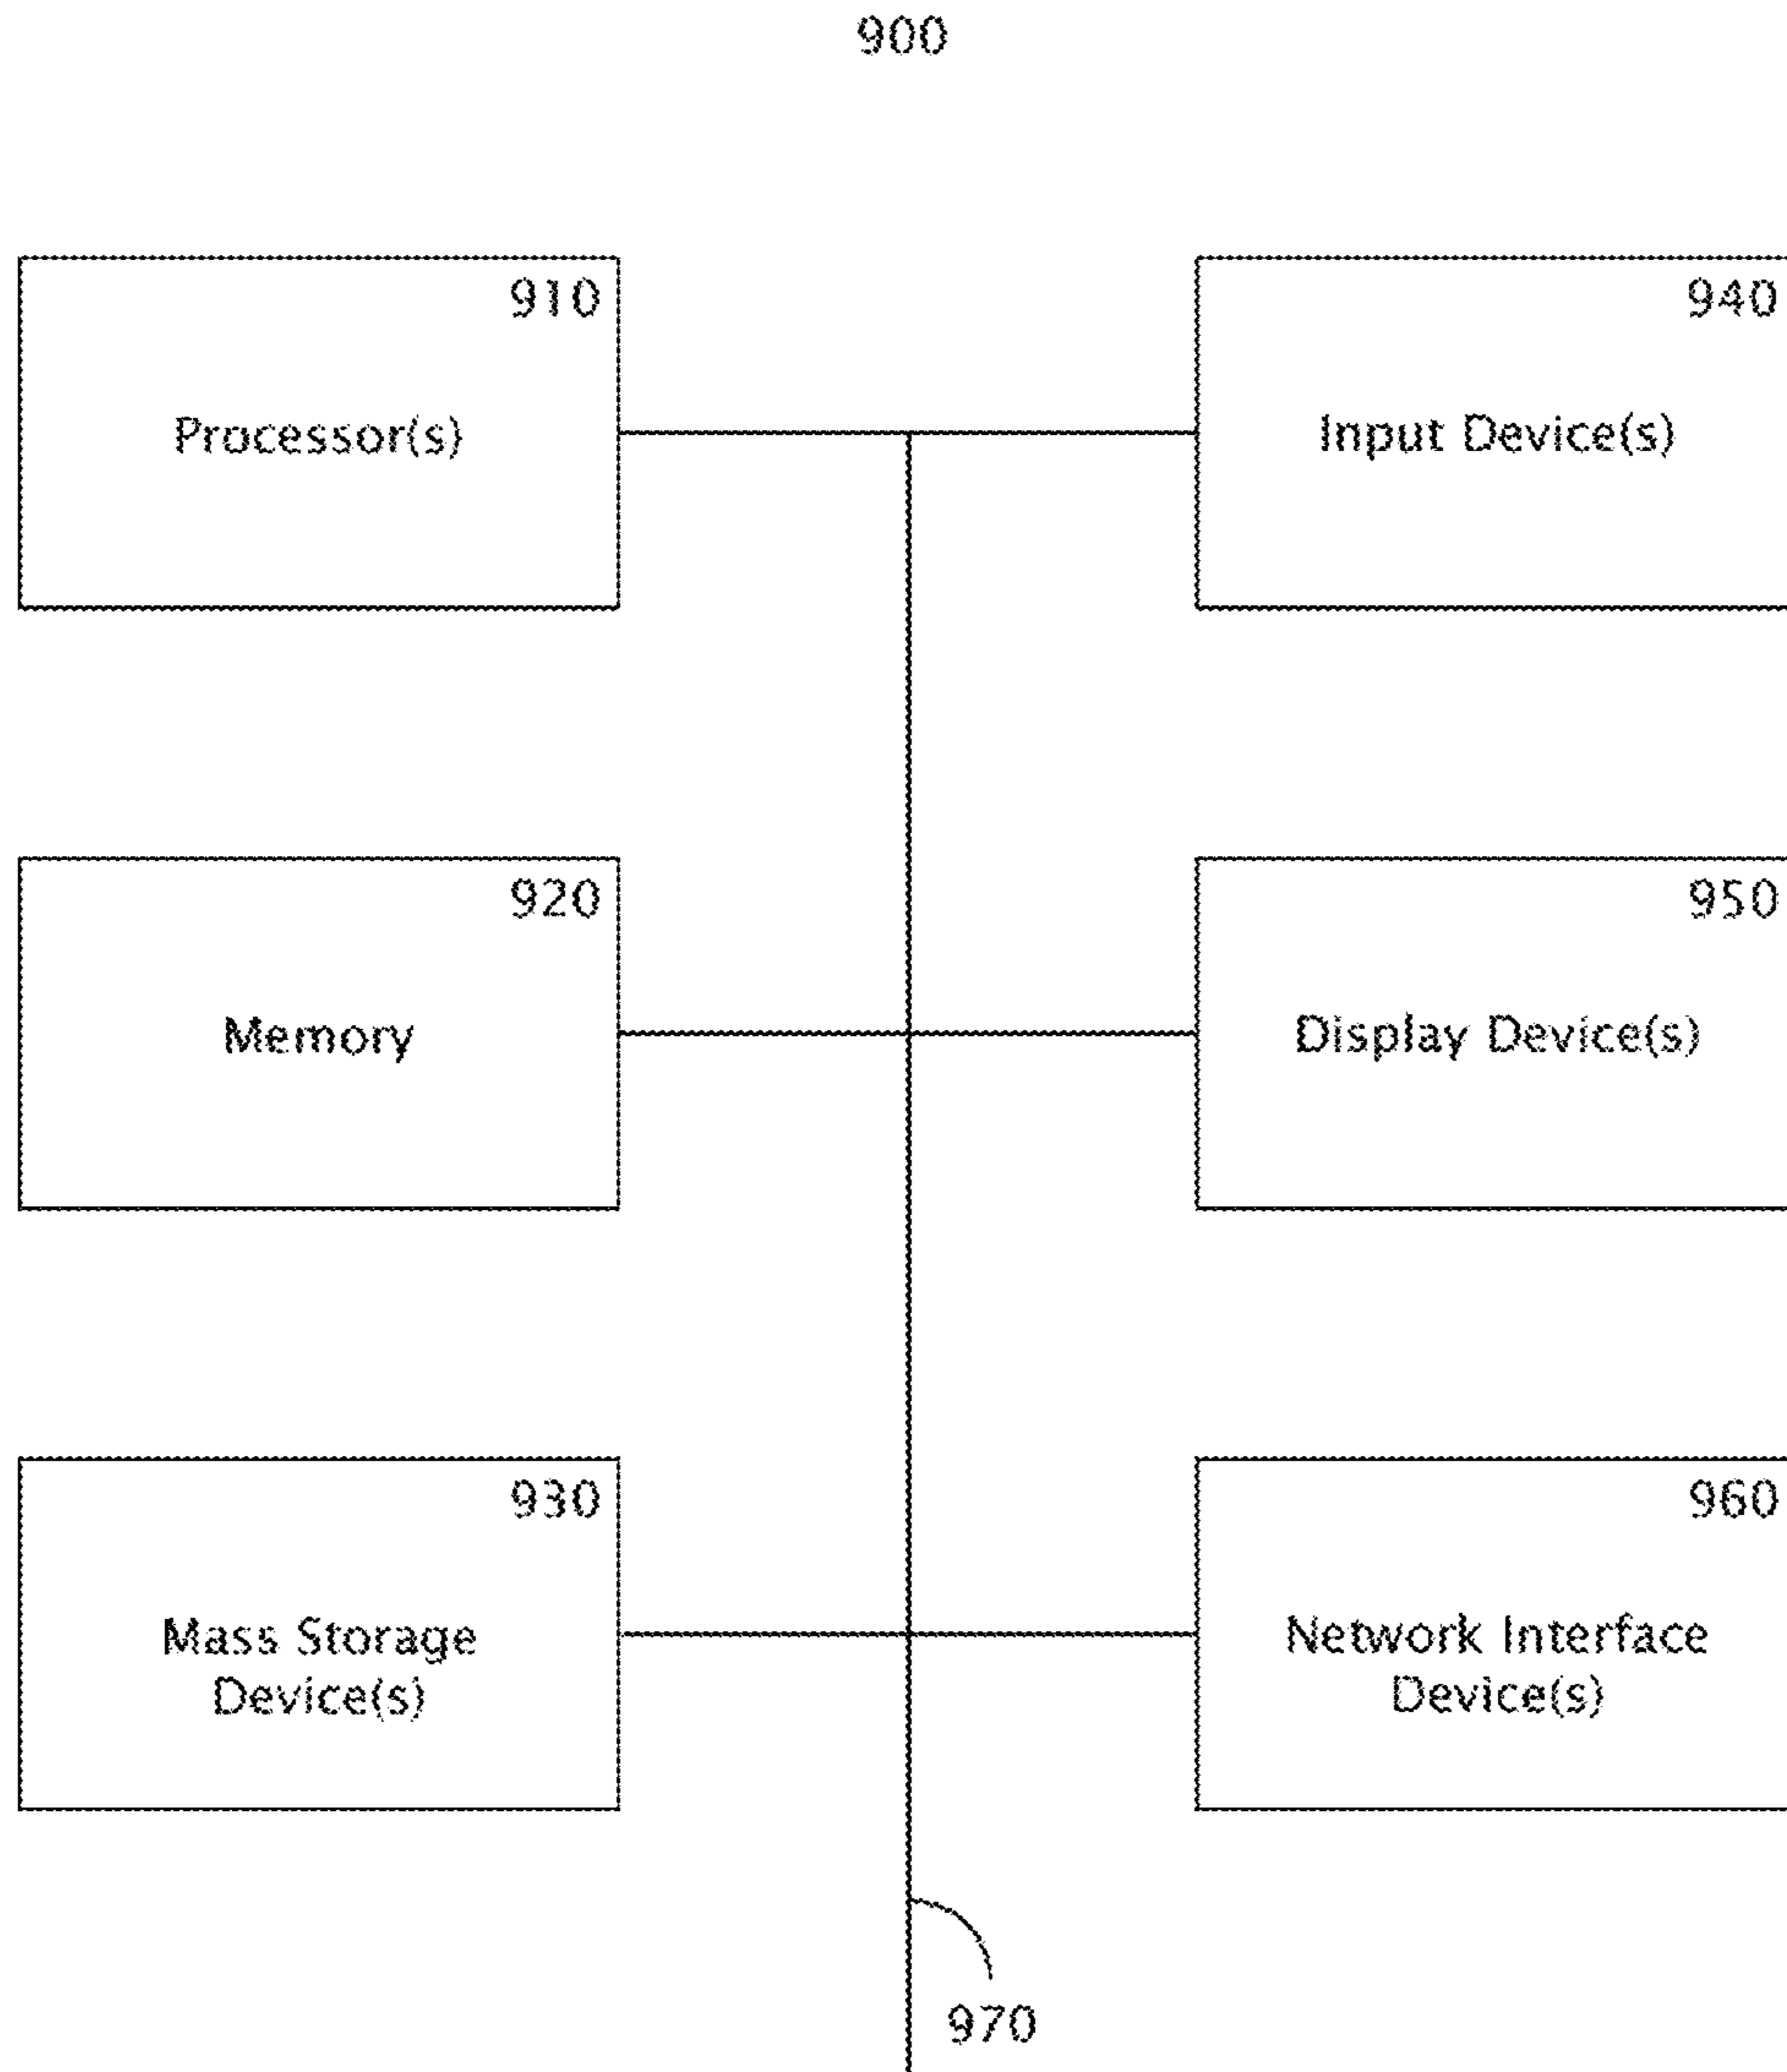 900
910
Processor(s)
940
Input Device(s)
920
Memory
950
Display Device(s)
930
Mass Storage
Device(s)
960
Network Interface
Device(s)
970